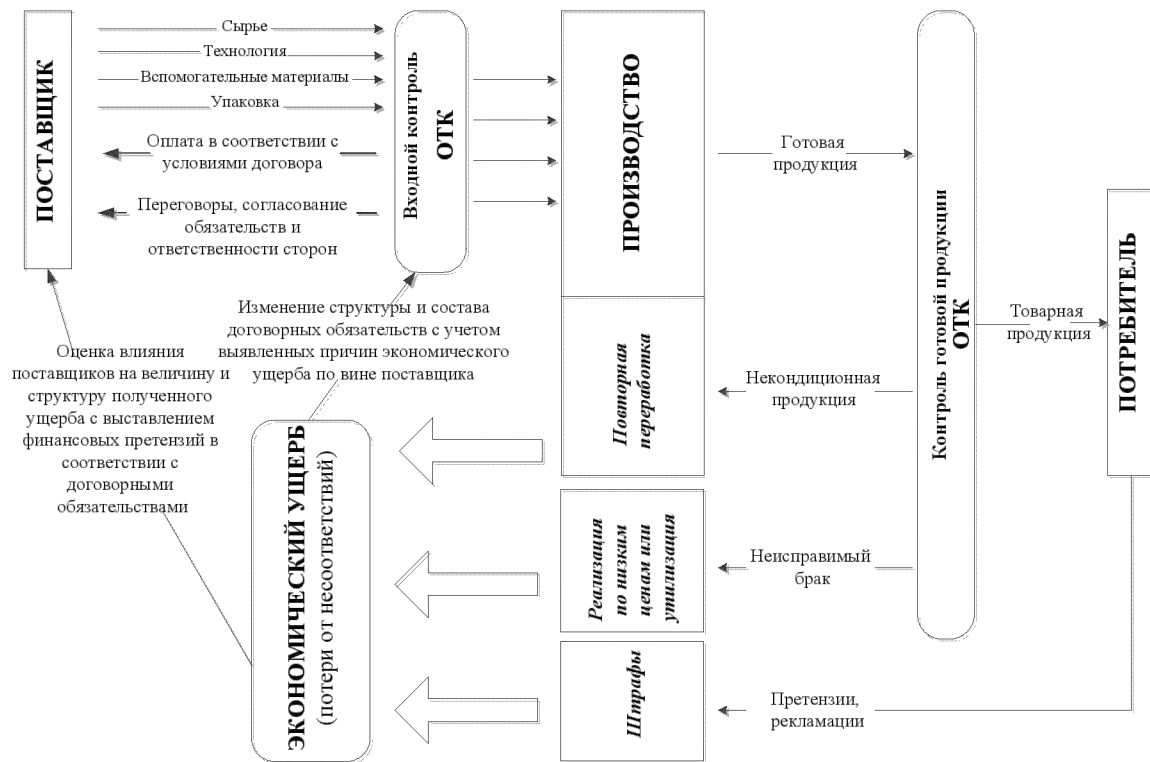 ПОСТАВЩИК
Сырье
Технология
Вспомогательные материалы
Упаковка
Оплата в соответствии с
условиями договора
Переговоры, согласование
обязательств и
ответственности сторон
Входной контроль
ОТК
ПРОИЗВОДСТВО
Готовая
продукция
Контроль готовой продукции
ОТК
Товарная
продукция
ПОТРЕБИТЕЛЬ
Изменение структуры и состава
договорных обязательств с учетом
выявленных причин экономического
ущерба по вине поставщика
Оценка влияния
поставщиков на величину и
структуру полученного
ущерба с выставлением
финансовых претензий в
соответствии с
договорными
обязательствами
Повторная
переработка
Некондиционная
продукция
ЭКОНОМИЧЕСКИЙ УЩЕРЬ
(потери от несоответствий)
Реализация
по низким
ценам или
утилизация
Неисправимый
брак
Штрафы
Претензии,
рекламации